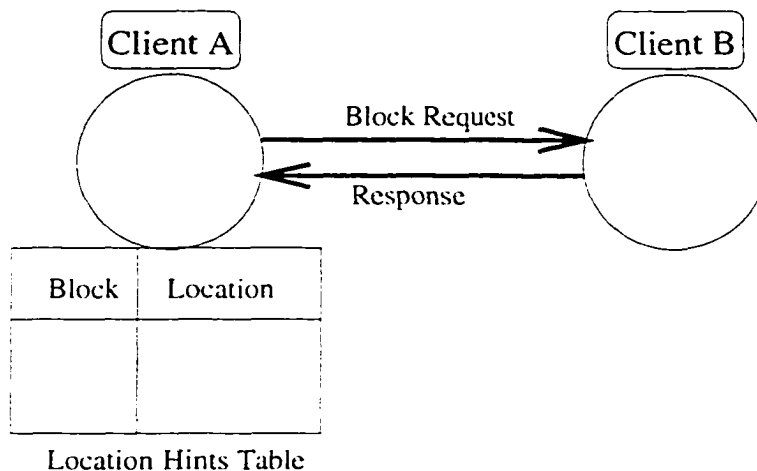 Client A
Client B
Block Request
Response
Block Location
Location Hints Table